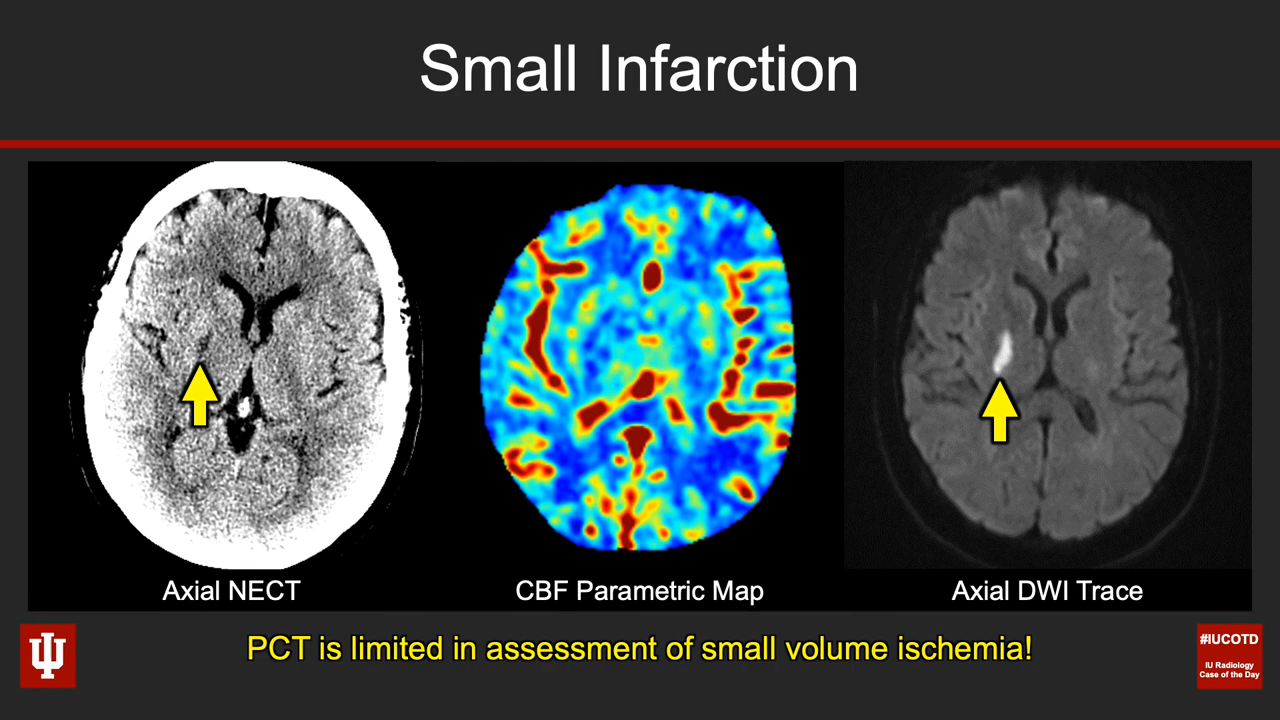 Small Infarction
Axial NECT
CBF Parametric Map
Axial DWI Trace
PCT is limited in assessment of small volume ischemia!
#IUCOTD
IU Radiology
Case of the Day